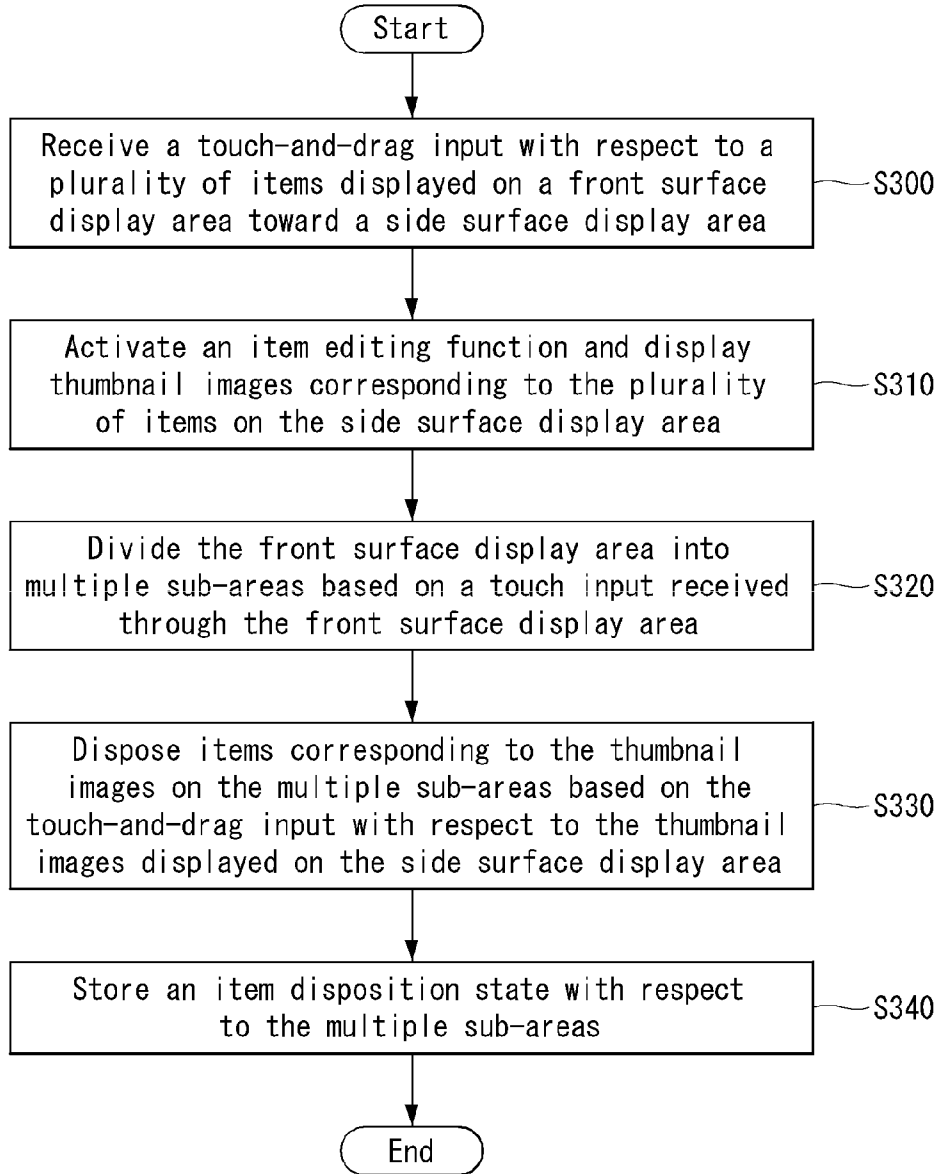 Start
Receive a touch-and-drag input with respect to a
plurality of items displayed on a front surface
display area toward a side surface display area
S300
Activate an item editing function and display
thumbnail images corresponding to the plurality
of items on the side surface display area
S310
Divide the front surface display area into
multiple sub-areas based on a touch input received
through the front surface display area
S320
Dispose items corresponding to the thumbnail
images on the multiple sub-areas based on the
touch-and-drag input with respect to the thumbnail
images displayed on the side surface display area
S330
Store an item disposition state with respect
to the multiple sub-areas
S340
End